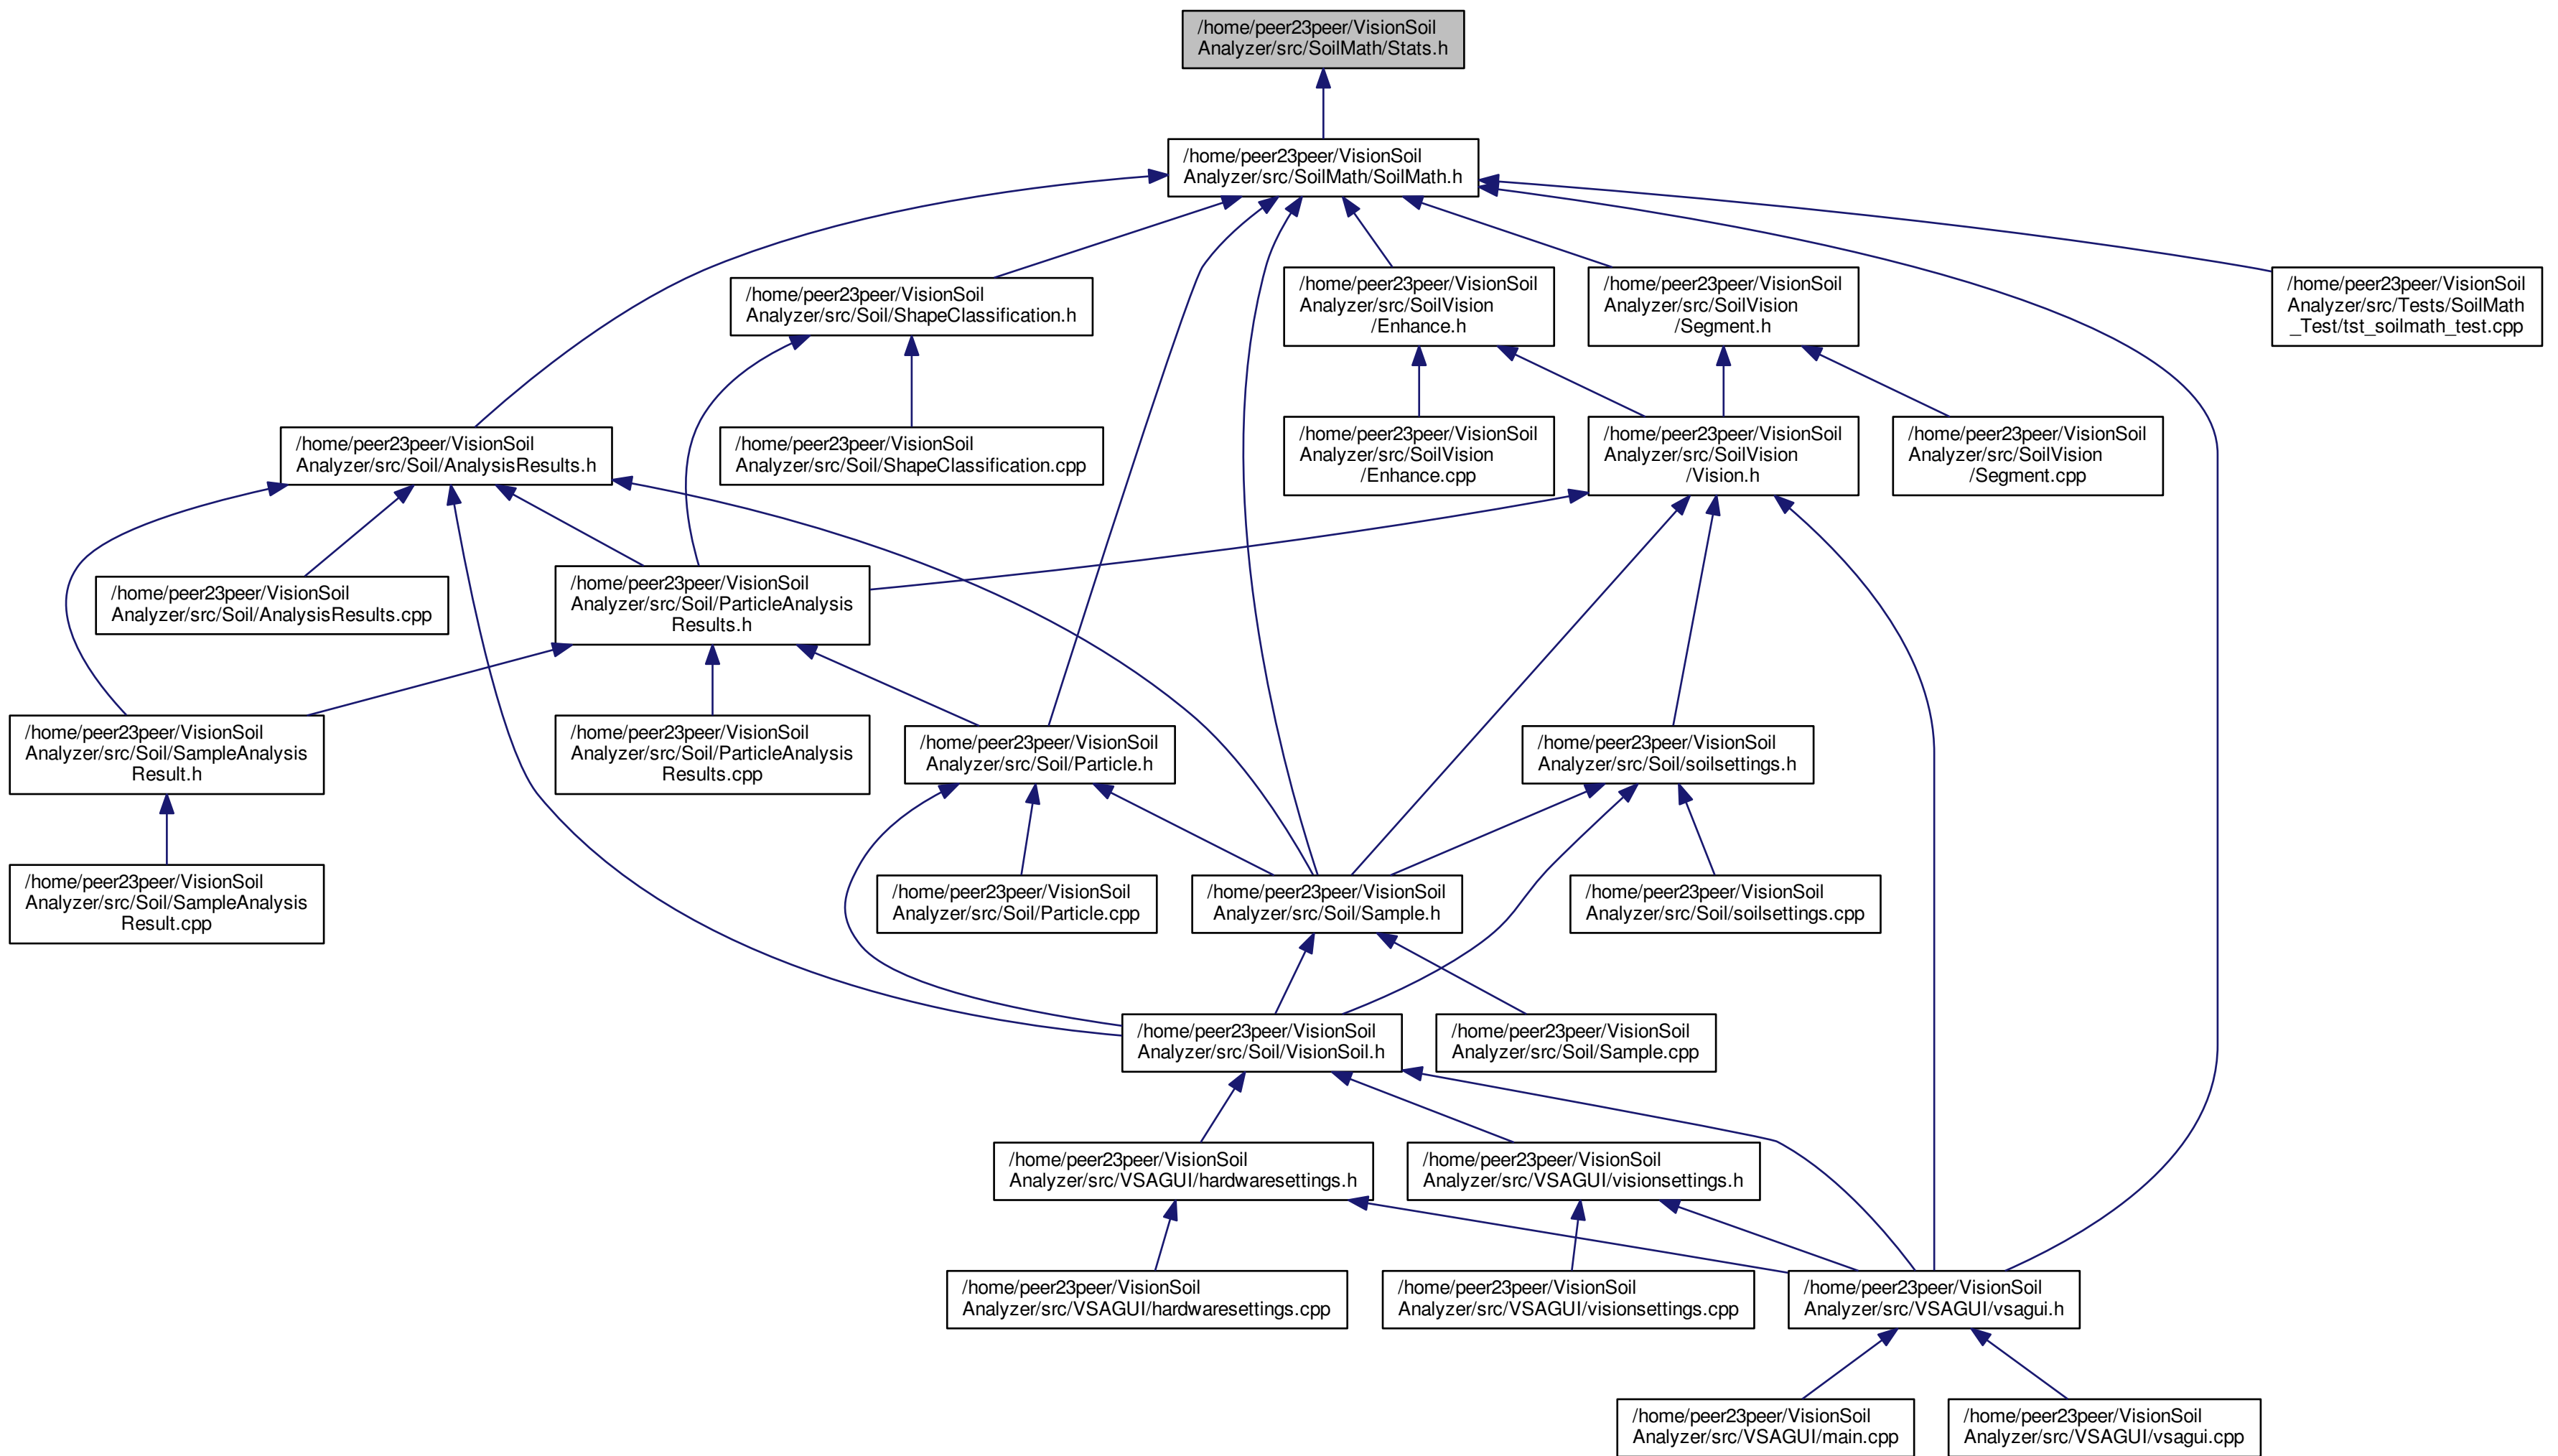 /home/peer23peer/VisionSoil
Analyzer/src/SoilMath/Stats.h
/home/peer23peer/VisionSoil
Analyzer/src/SoilMath/SoilMath.h
/home/peer23peer/VisionSoil
Analyzer/src/Soil/ShapeClassification.h
/home/peer23peer/VisionSoil
Analyzer/src/SoilVision
/Enhance.h
/home/peer23peer/VisionSoil
Analyzer/src/SoilVision
/Segment.h
/home/peer23peer/VisionSoil
Analyzer/src/Tests/SoilMath
_Test/tst_soilmath_test.cpp
/home/peer23peer/VisionSoil
Analyzer/src/Soil/AnalysisResults.h
/home/peer23peer/VisionSoil
Analyzer/src/Soil/ShapeClassification.cpp
/home/peer23peer/VisionSoil
Analyzer/src/SoilVision
/Enhance.cpp
/home/peer23peer/VisionSoil
Analyzer/src/SoilVision
/Vision.h
/home/peer23peer/VisionSoil
Analyzer/src/SoilVision
/Segment.cpp
/home/peer23peer/VisionSoil
Analyzer/src/Soil/AnalysisResults.cpp
/home/peer23peer/VisionSoil
Analyzer/src/Soil/ParticleAnalysis
Results.h
/home/peer23peer/VisionSoil
Analyzer/src/Soil/SampleAnalysis
Result.h
/home/peer23peer/VisionSoil
Analyzer/src/Soil/ParticleAnalysis
Results.cpp
/home/peer23peer/VisionSoil
Analyzer/src/Soil/Particle.h
/home/peer23peer/VisionSoil
Analyzer/src/Soil/soilsettings.h
/home/peer23peer/VisionSoil
Analyzer/src/Soil/SampleAnalysis
Result.cpp
/home/peer23peer/VisionSoil
Analyzer/src/Soil/Particle.cpp
/home/peer23peer/VisionSoil
Analyzer/src/Soil/Sample.h
/home/peer23peer/VisionSoil
Analyzer/src/Soil/soilsettings.cpp
/home/peer23peer/VisionSoil
Analyzer/src/Soil/VisionSoil.h
/home/peer23peer/VisionSoil
Analyzer/src/Soil/Sample.cpp
/home/peer23peer/VisionSoil
Analyzer/src/VSAGUI/hardwaresettings.h
/home/peer23peer/VisionSoil
Analyzer/src/VSAGUI/visionsettings.h
/home/peer23peer/VisionSoil
Analyzer/src/VSAGUI/hardwaresettings.cpp
/home/peer23peer/VisionSoil
Analyzer/src/VSAGUI/visionsettings.cpp
/home/peer23peer/VisionSoil
Analyzer/src/VSAGUI/vsagui.h
/home/peer23peer/VisionSoil
Analyzer/src/VSAGUI/main.cpp
/home/peer23peer/VisionSoil
Analyzer/src/VSAGUI/vsagui.cpp